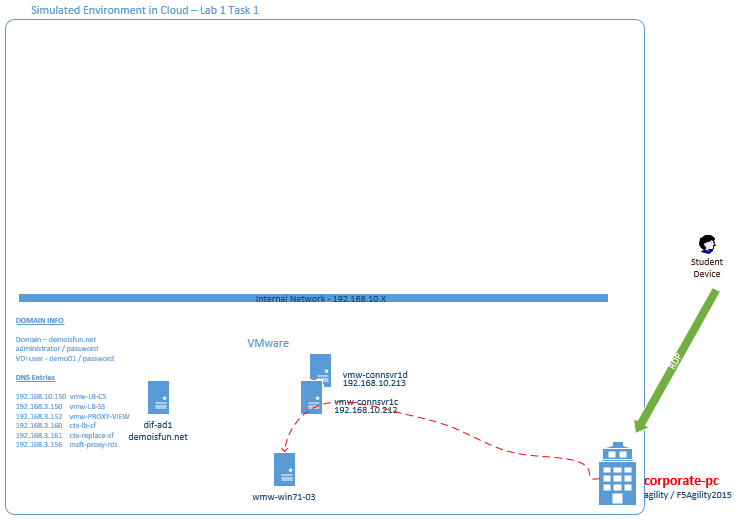 Simulated Environment in Cloud – Lab 1 Task 1
Student
Device
RDP
Internal Network - 192.168.10.X
DOMAIN INFO
Domain – demoisfun.net
administrator / password
VDI user - demo01 / password
DNS Entries
192.168.10.150 vmw-LB-CS
192.168.3.150 vmw-LB-SS
192.168.3.152 vmw-PROXY-VIEW
192.168.3.160 ctx-lb-sf
192.168.3.161 ctx-replace-sf
192.168.3.156 msft-proxy-rds
VMware
vmw-connsvr1d
192.168.10.213
vmw-connsvr1c
192.168.10.212
dif-ad1
demoisfun.net
wmw-win71-03
corporate-pc
agility / F5Agility2015